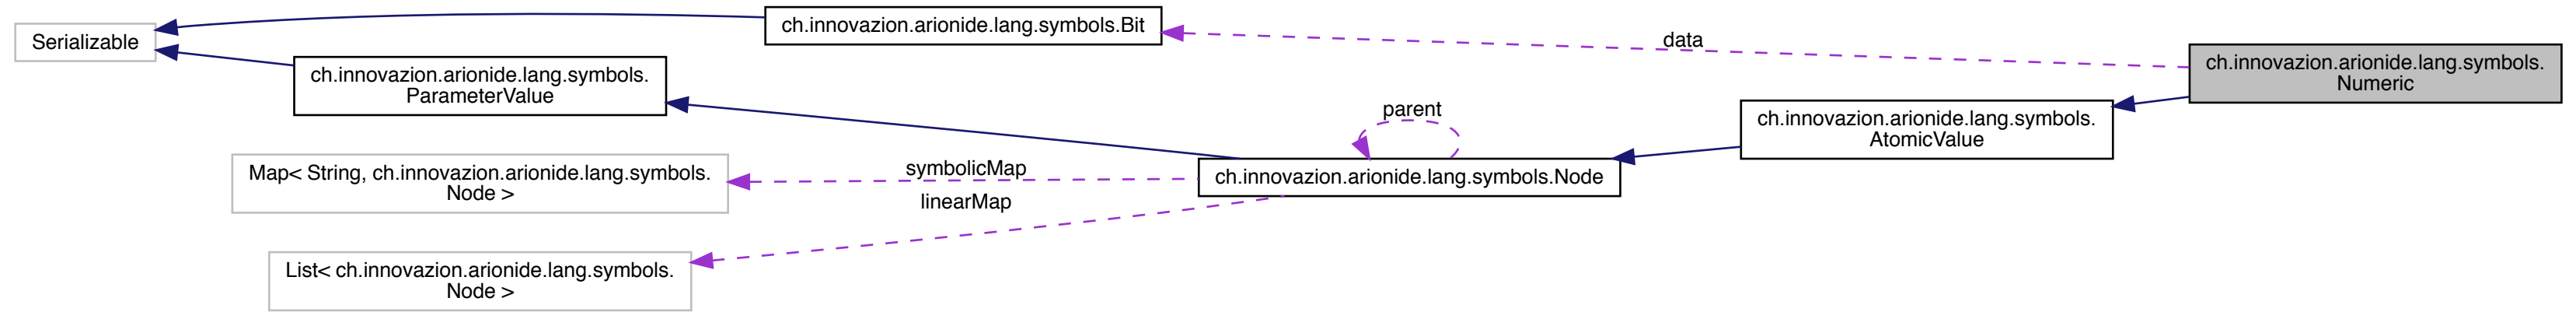 Serializable
ch.innovazion.arionide.lang.symbols.Bit
data
ch.innovazion.arionide.lang.symbols.
Numeric
ch.innovazion.arionide.lang.symbols.
ParameterValue
parent
ch.innovazion.arionide.lang.symbols.
AtomicValue
Map< String, ch.innovazion.arionide.lang.symbols.
Node >
symbolicMap
ch.innovazion.arionide.lang.symbols.Node
linearMap
List< ch.innovazion.arionide.lang.symbols.
Node >